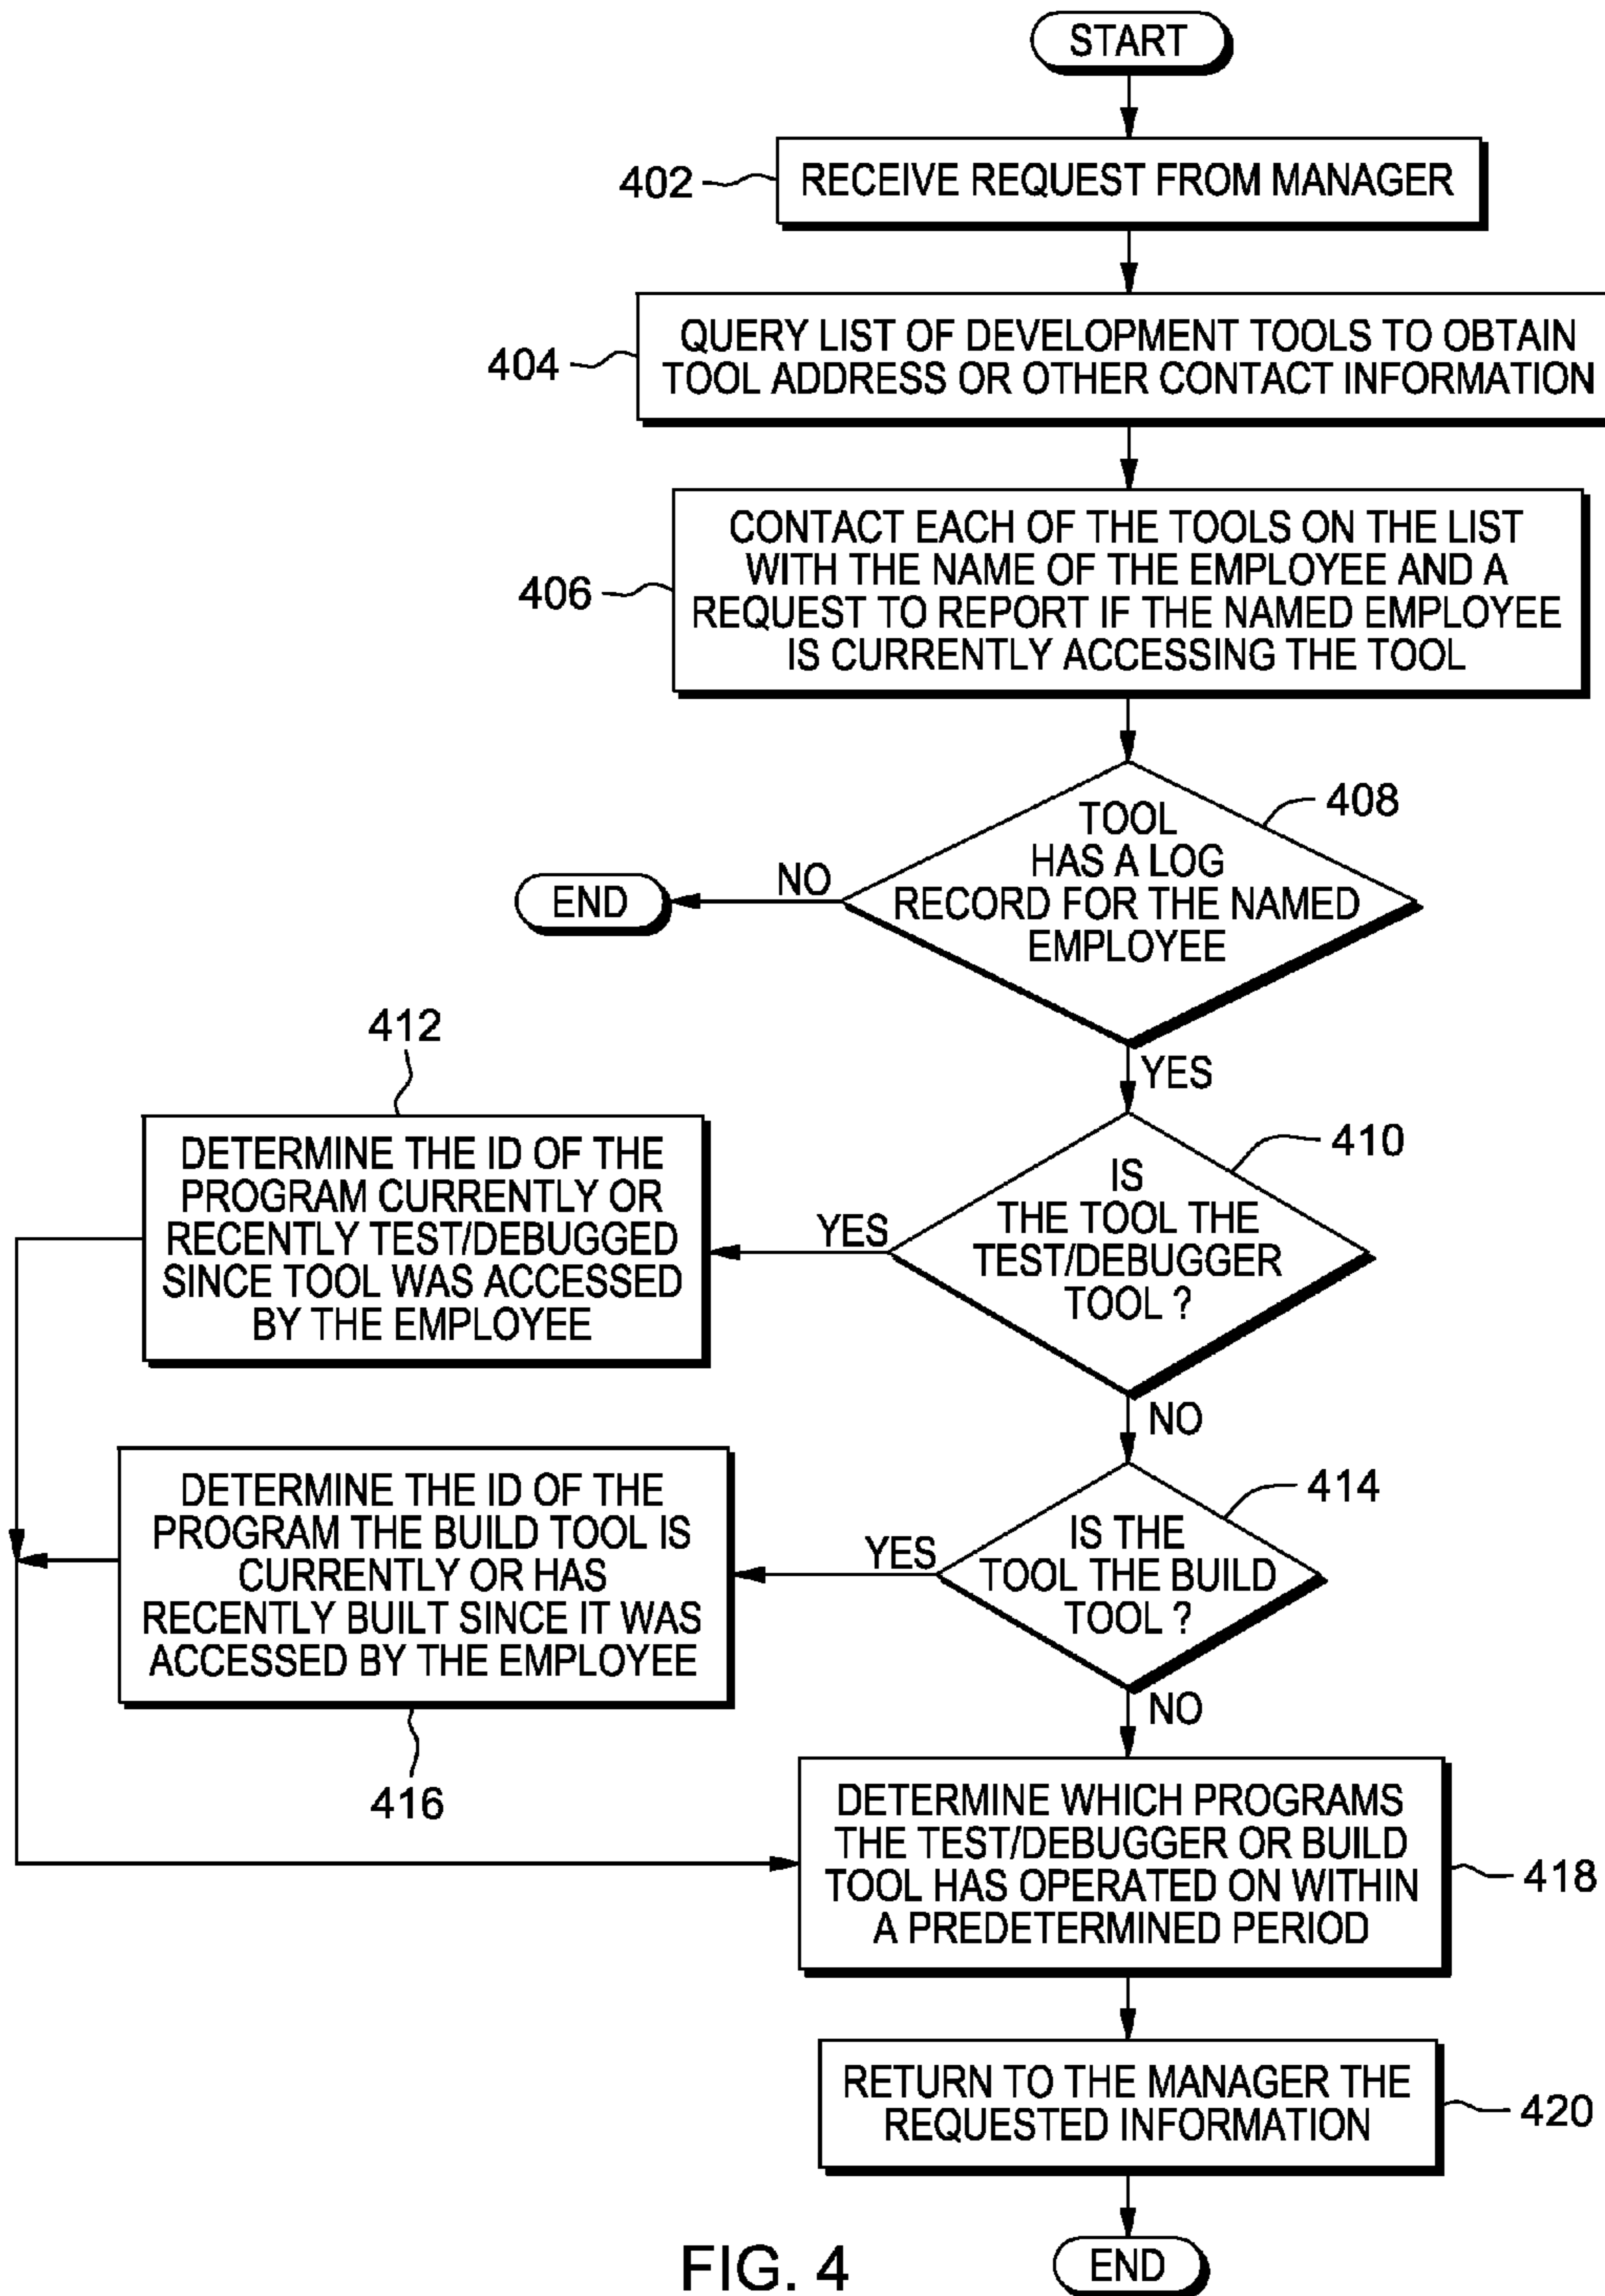 START
402
RECEIVE REQUEST FROM MANAGER
404
QUERY LIST OF DEVELOPMENT TOOLS TO OBTAIN
TOOL ADDRESS OR OTHER CONTACT INFORMATION
406
CONTACT EACH OF THE TOOLS ON THE LIST
WITH THE NAME OF THE EMPLOYEE AND A
REQUEST TO REPORT IF THE NAMED EMPLOYEE
IS CURRENTLY ACCESSING THE TOOL
408
TOOL
HAS A LOG
RECORD FOR THE NAMED
EMPLOYEE
NO
END
YES
410
IS
THE TOOL THE
TEST/DEBUGGER
TOOL ?
YES
412
DETERMINE THE ID OF THE
PROGRAM CURRENTLY OR
RECENTLY TEST/DEBUGGED
SINCE TOOL WAS ACCESSED
BY THE EMPLOYEE
NO
414
IS THE
TOOL THE BUILD
TOOL ?
YES
DETERMINE THE ID OF THE
PROGRAM THE BUILD TOOL IS
CURRENTLY OR HAS
RECENTLY BUILT SINCE IT WAS
ACCESSED BY THE EMPLOYEE
416
NO
DETERMINE WHICH PROGRAMS
THE TEST/DEBUGGER OR BUILD
TOOL HAS OPERATED ON WITHIN
A PREDETERMINED PERIOD
418
RETURN TO THE MANAGER THE
REQUESTED INFORMATION
420
END
FIG. 4